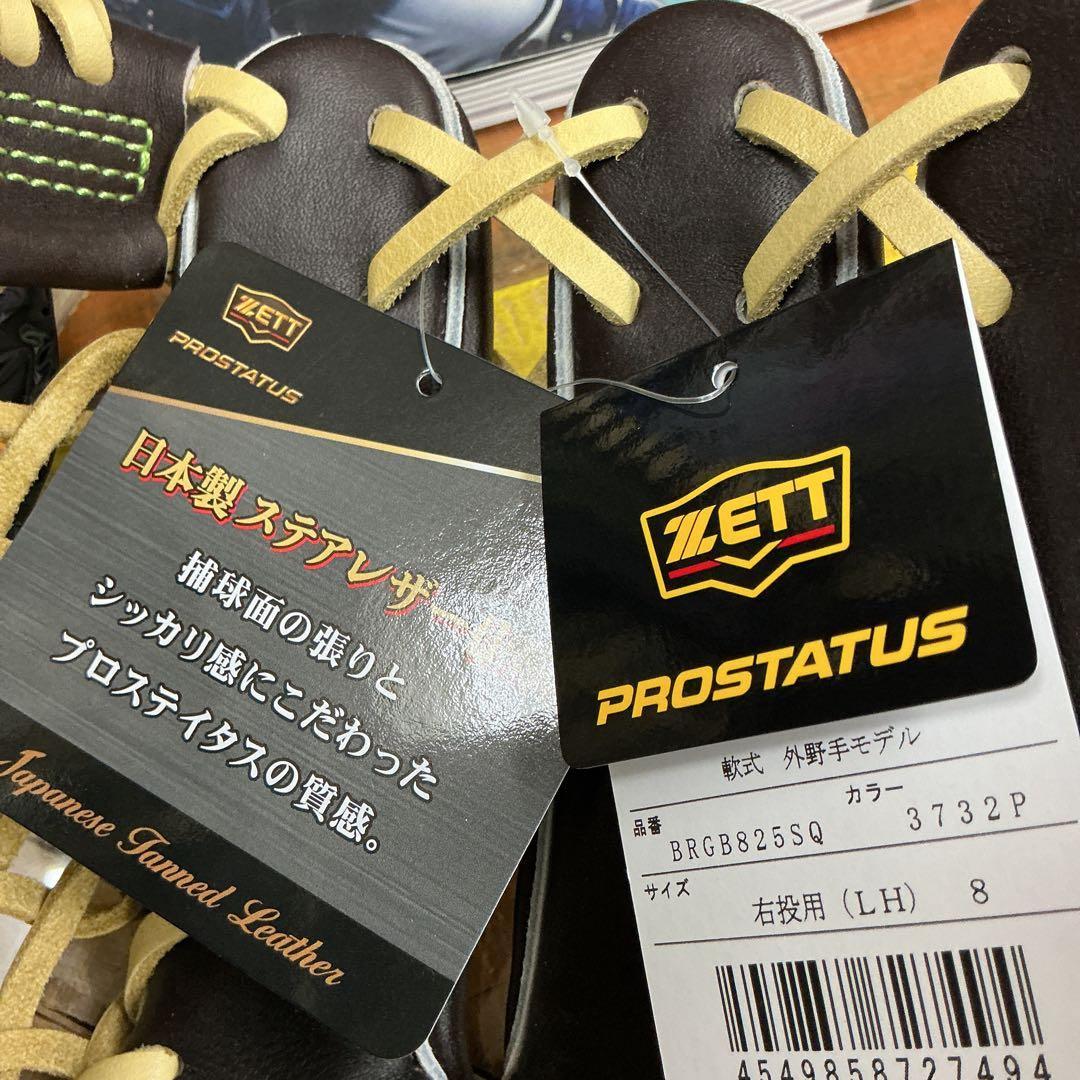 ZETT
PROSTATUS
日本製 ステアレザー
捕球面の張りと
シッカリ感にこだわった
プロステイタスの質感。
Japanese Tanned Leather
ZETT
PROSTATUS
軟式 外野手モデル
品番 BRGB825SQ カラー 3732P
サイズ 右投用(LH) 8
4549858727494